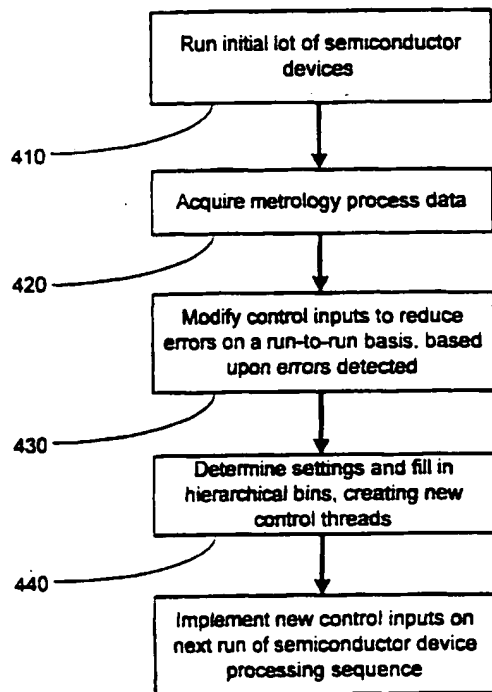 Run initial lot of semiconductor
devices
410
Acquire metrology process data
420
Modify control inputs to reduce
errors on a run-to-run basis, based
upon errors detected
430
Determine settings and fill in
hierarchical bins, creating new
control threads
440
Implement new control inputs on
next run of semiconductor device
processing sequence